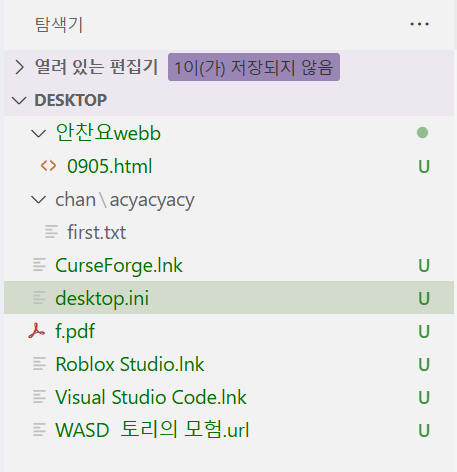 탐색기 ···
열려 있는 편집기 1이(가) 저장되지 않음
DESKTOP
안찬요webb
0905.html U
chan\acyacyacy
first.txt
CurseForge.lnk U
desktop.ini U
f.pdf U
Roblox Studio.lnk U
Visual Studio Code.lnk U
WASD 토리의 모험.url U